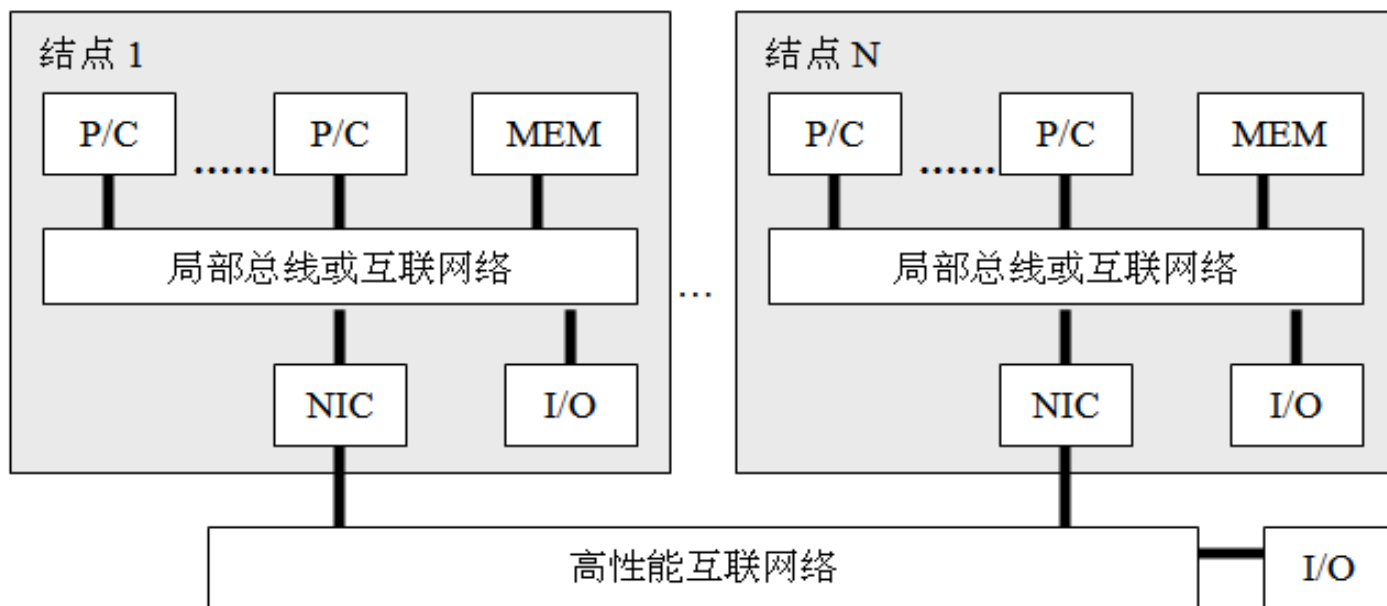 结点 1
P/C
......
P/C
MEM
局部总线或互联网络
NIC
I/O
...
结点 N
P/C
......
P/C
MEM
局部总线或互联网络
NIC
I/O
高性能互联网络
I/O